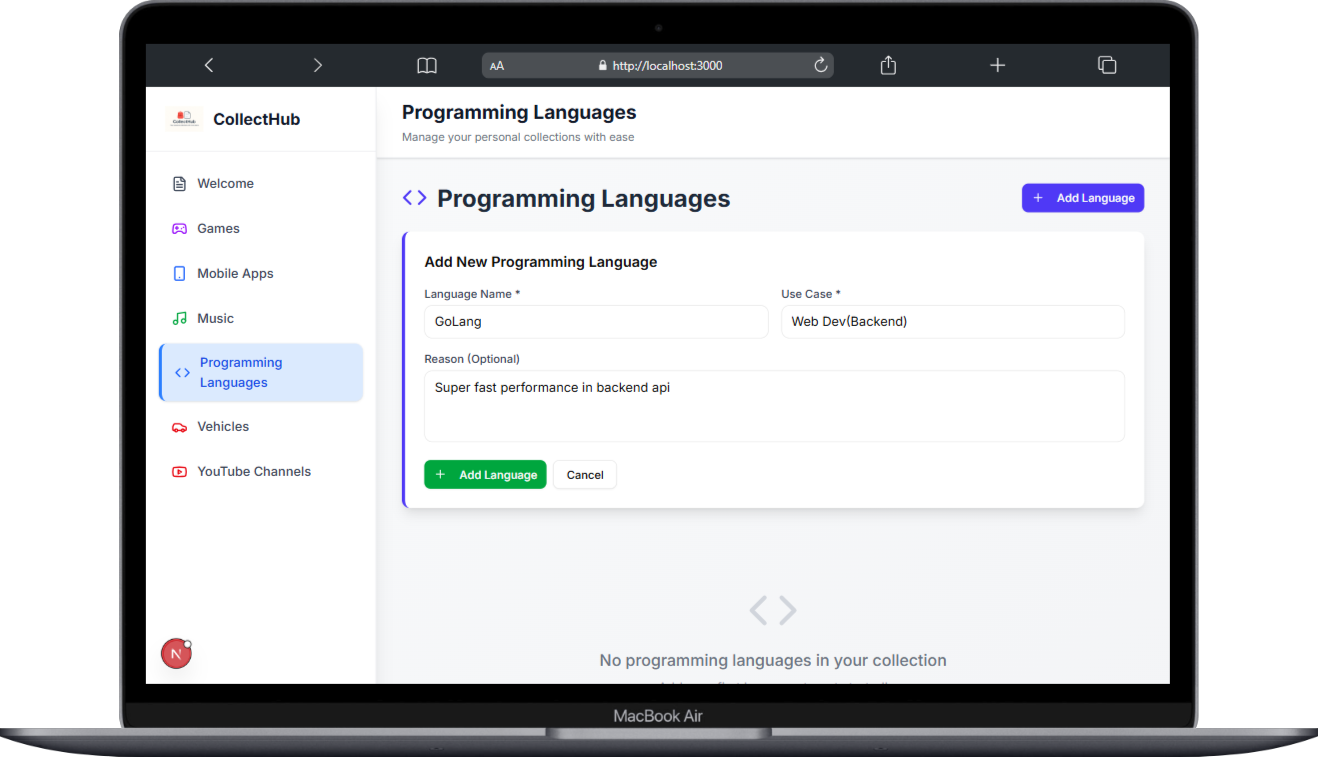 AA
http://localhost:3000
CollectHub
Programming Languages
Manage your personal collections with ease
Welcome
Games
Mobile Apps
Music
Programming
Languages
Vehicles
YouTube Channels
N
Programming Languages
+ Add Language
Add New Programming Language
Language Name *
Use Case *
GoLang
Web Dev(Backend)
Reason (Optional)
Super fast performance in backend api
+ Add Language
Cancel
No programming languages in your collection
MacBook Air